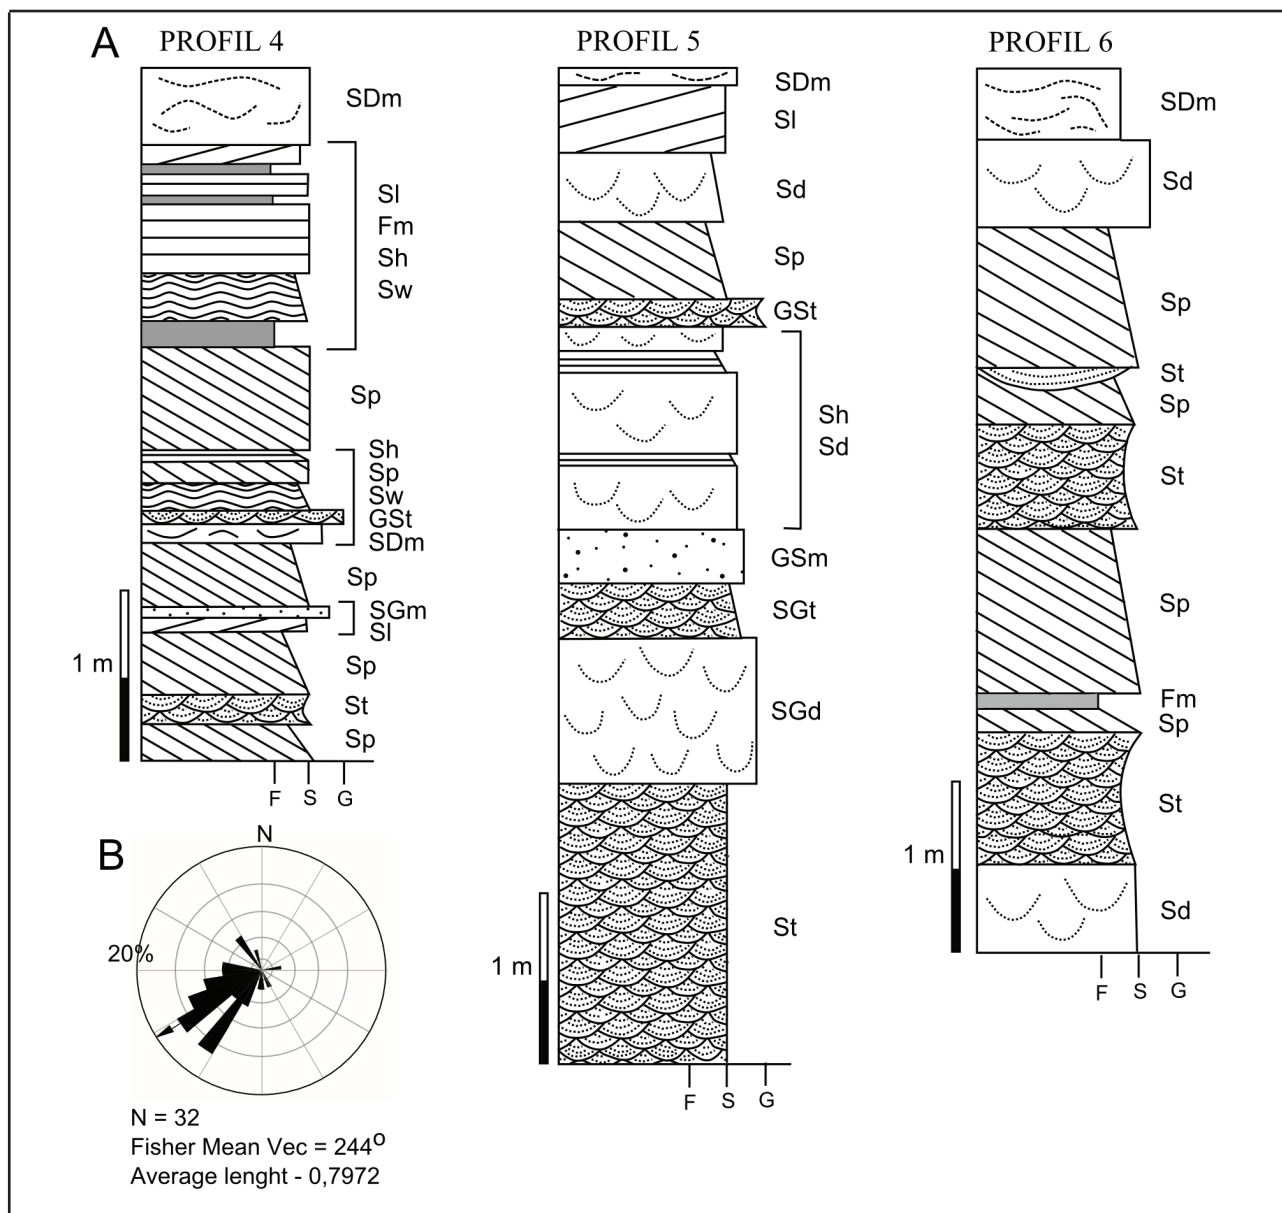 A
PROFIL 4
SDm
Sl
Fm
Sh
Sw
Sp
Sh
Sp
Sw
GSt
SDm
Sp
SGm
Sl
Sp
St
Sp
1 m
F S G
PROFIL 5
SDm
Sl
Sd
Sp
GSt
Sh
Sd
GSm
SGt
SGd
St
1 m
F S G
PROFIL 6
SDm
Sd
Sp
St
Sp
St
Sp
Fm
Sp
St
Sd
1 m
F S G
B
N
20%
N = 32
Fisher Mean Vec = 244º
Average lenght - 0,7972